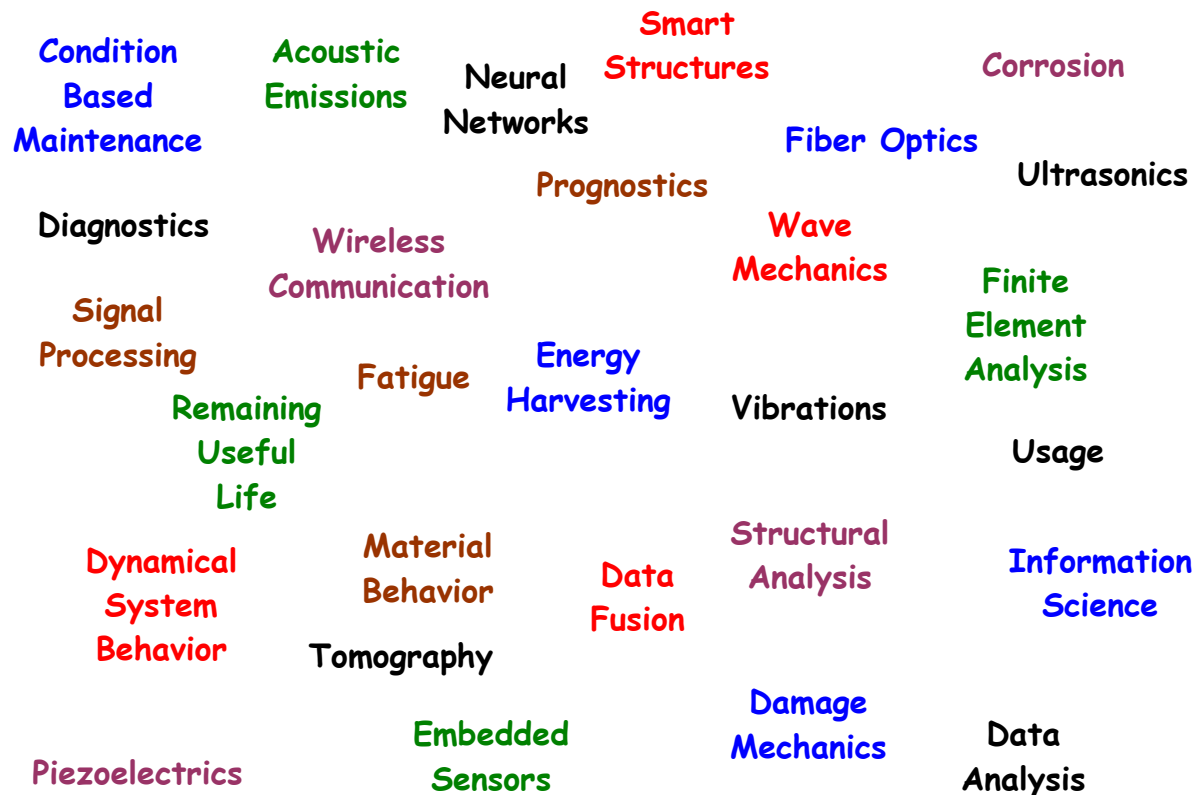 Condition
Based
Maintenance
Acoustic
Emissions
Neural
Networks
Smart
Structures
Corrosion
Fiber Optics
Ultrasonics
Prognostics
Diagnostics
Wireless
Communication
Wave
Mechanics
Finite
Element
Analysis
Signal
Processing
Fatigue
Energy
Harvesting
Vibrations
Remaining
Useful
Life
Usage
Dynamical
System
Behavior
Material
Behavior
Data
Fusion
Structural
Analysis
Information
Science
Tomography
Piezoelectrics
Embedded
Sensors
Damage
Mechanics
Data
Analysis